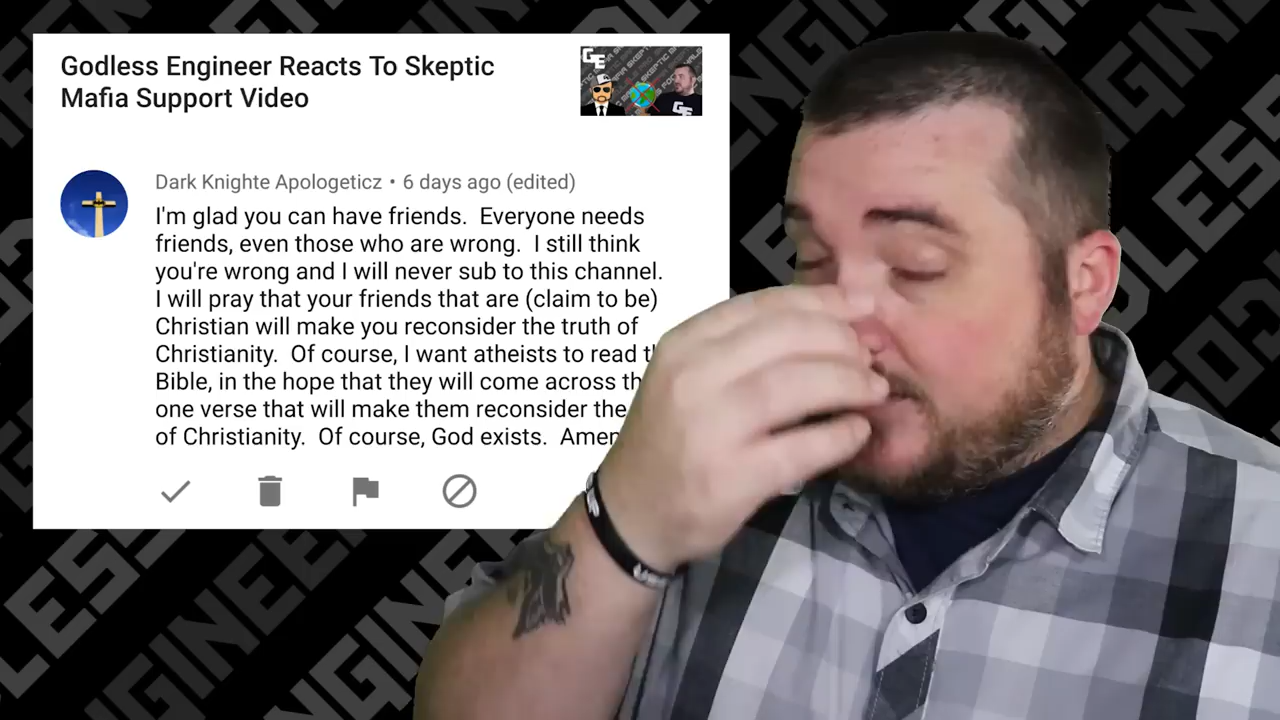 Godless Engineer Reacts To Skeptic
Mafia Support Video
GE
Dark Knighte Apologeticz • 6 days ago (edited)
I'm glad you can have friends.  Everyone needs
friends, even those who are wrong.  I still think
you're wrong and I will never sub to this channel.
I will pray that your friends that are (claim to be)
Christian will make you reconsider the truth of
Christianity.  Of course, I want atheists to read
Bible, in the hope that they will come across
one verse that will make them reconsider the
of Christianity.  Of course, God exists.  Amen